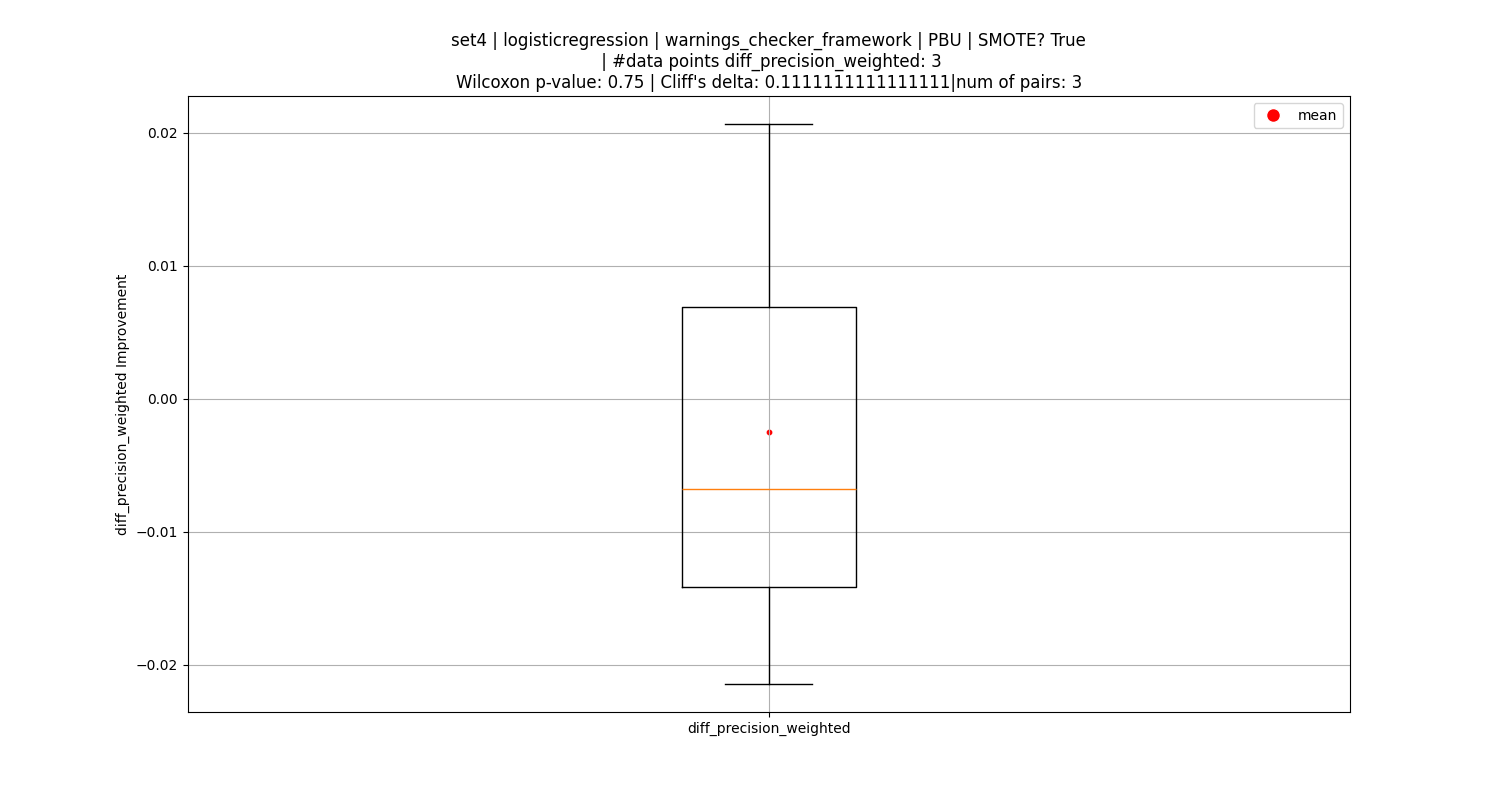 set4 | logisticregression | warnings_checker_framework | PBU | SMOTE? True
| #data points diff_precision_weighted: 3
Wilcoxon p-value: 0.75 | Cliff's delta: 0.1111111111111111|num of pairs: 3
mean
0.02
0.01
0.00
−0.01
−0.02
diff_precision_weighted Improvement
diff_precision_weighted